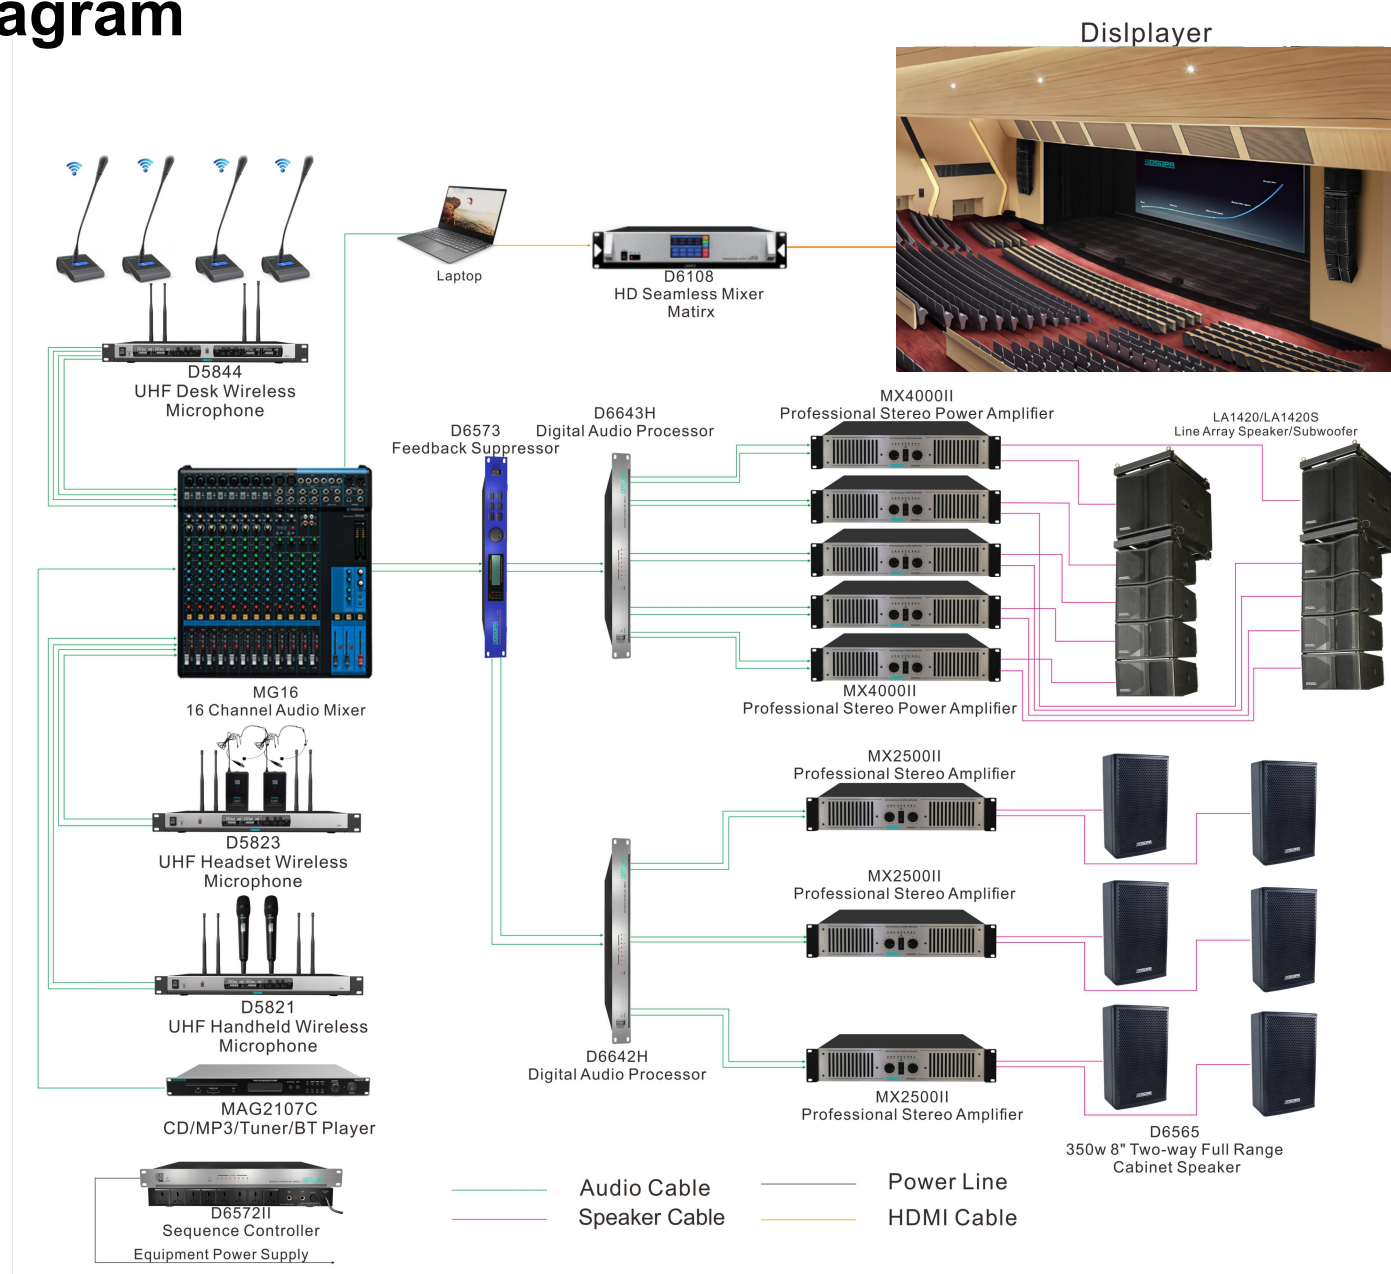 agram
Dislplayer
Laptop
D6108
HD Seamless Mixer
Matirx
D5844
UHF Desk Wireless
Microphone
D6573
Feedback Suppressor
D6643H
Digital Audio Processor
MX4000II
Professional Stereo Power Amplifier
LA1420/LA1420S
Line Array Speaker/Subwoofer
MG16
16 Channel Audio Mixer
MX4000II
Professional Stereo Power Amplifier
D5823
UHF Headset Wireless
Microphone
MX2500II
Professional Stereo Amplifier
MX2500II
Professional Stereo Amplifier
D5821
UHF Handheld Wireless
Microphone
D6642H
Digital Audio Processor
MAG2107C
CD/MP3/Tuner/BT Player
MX2500II
Professional Stereo Amplifier
D6565
350w 8" Two-way Full Range
Cabinet Speaker
D6572II
Sequence Controller
Equipment Power Supply
Audio Cable
Power Line
Speaker Cable
HDMI Cable